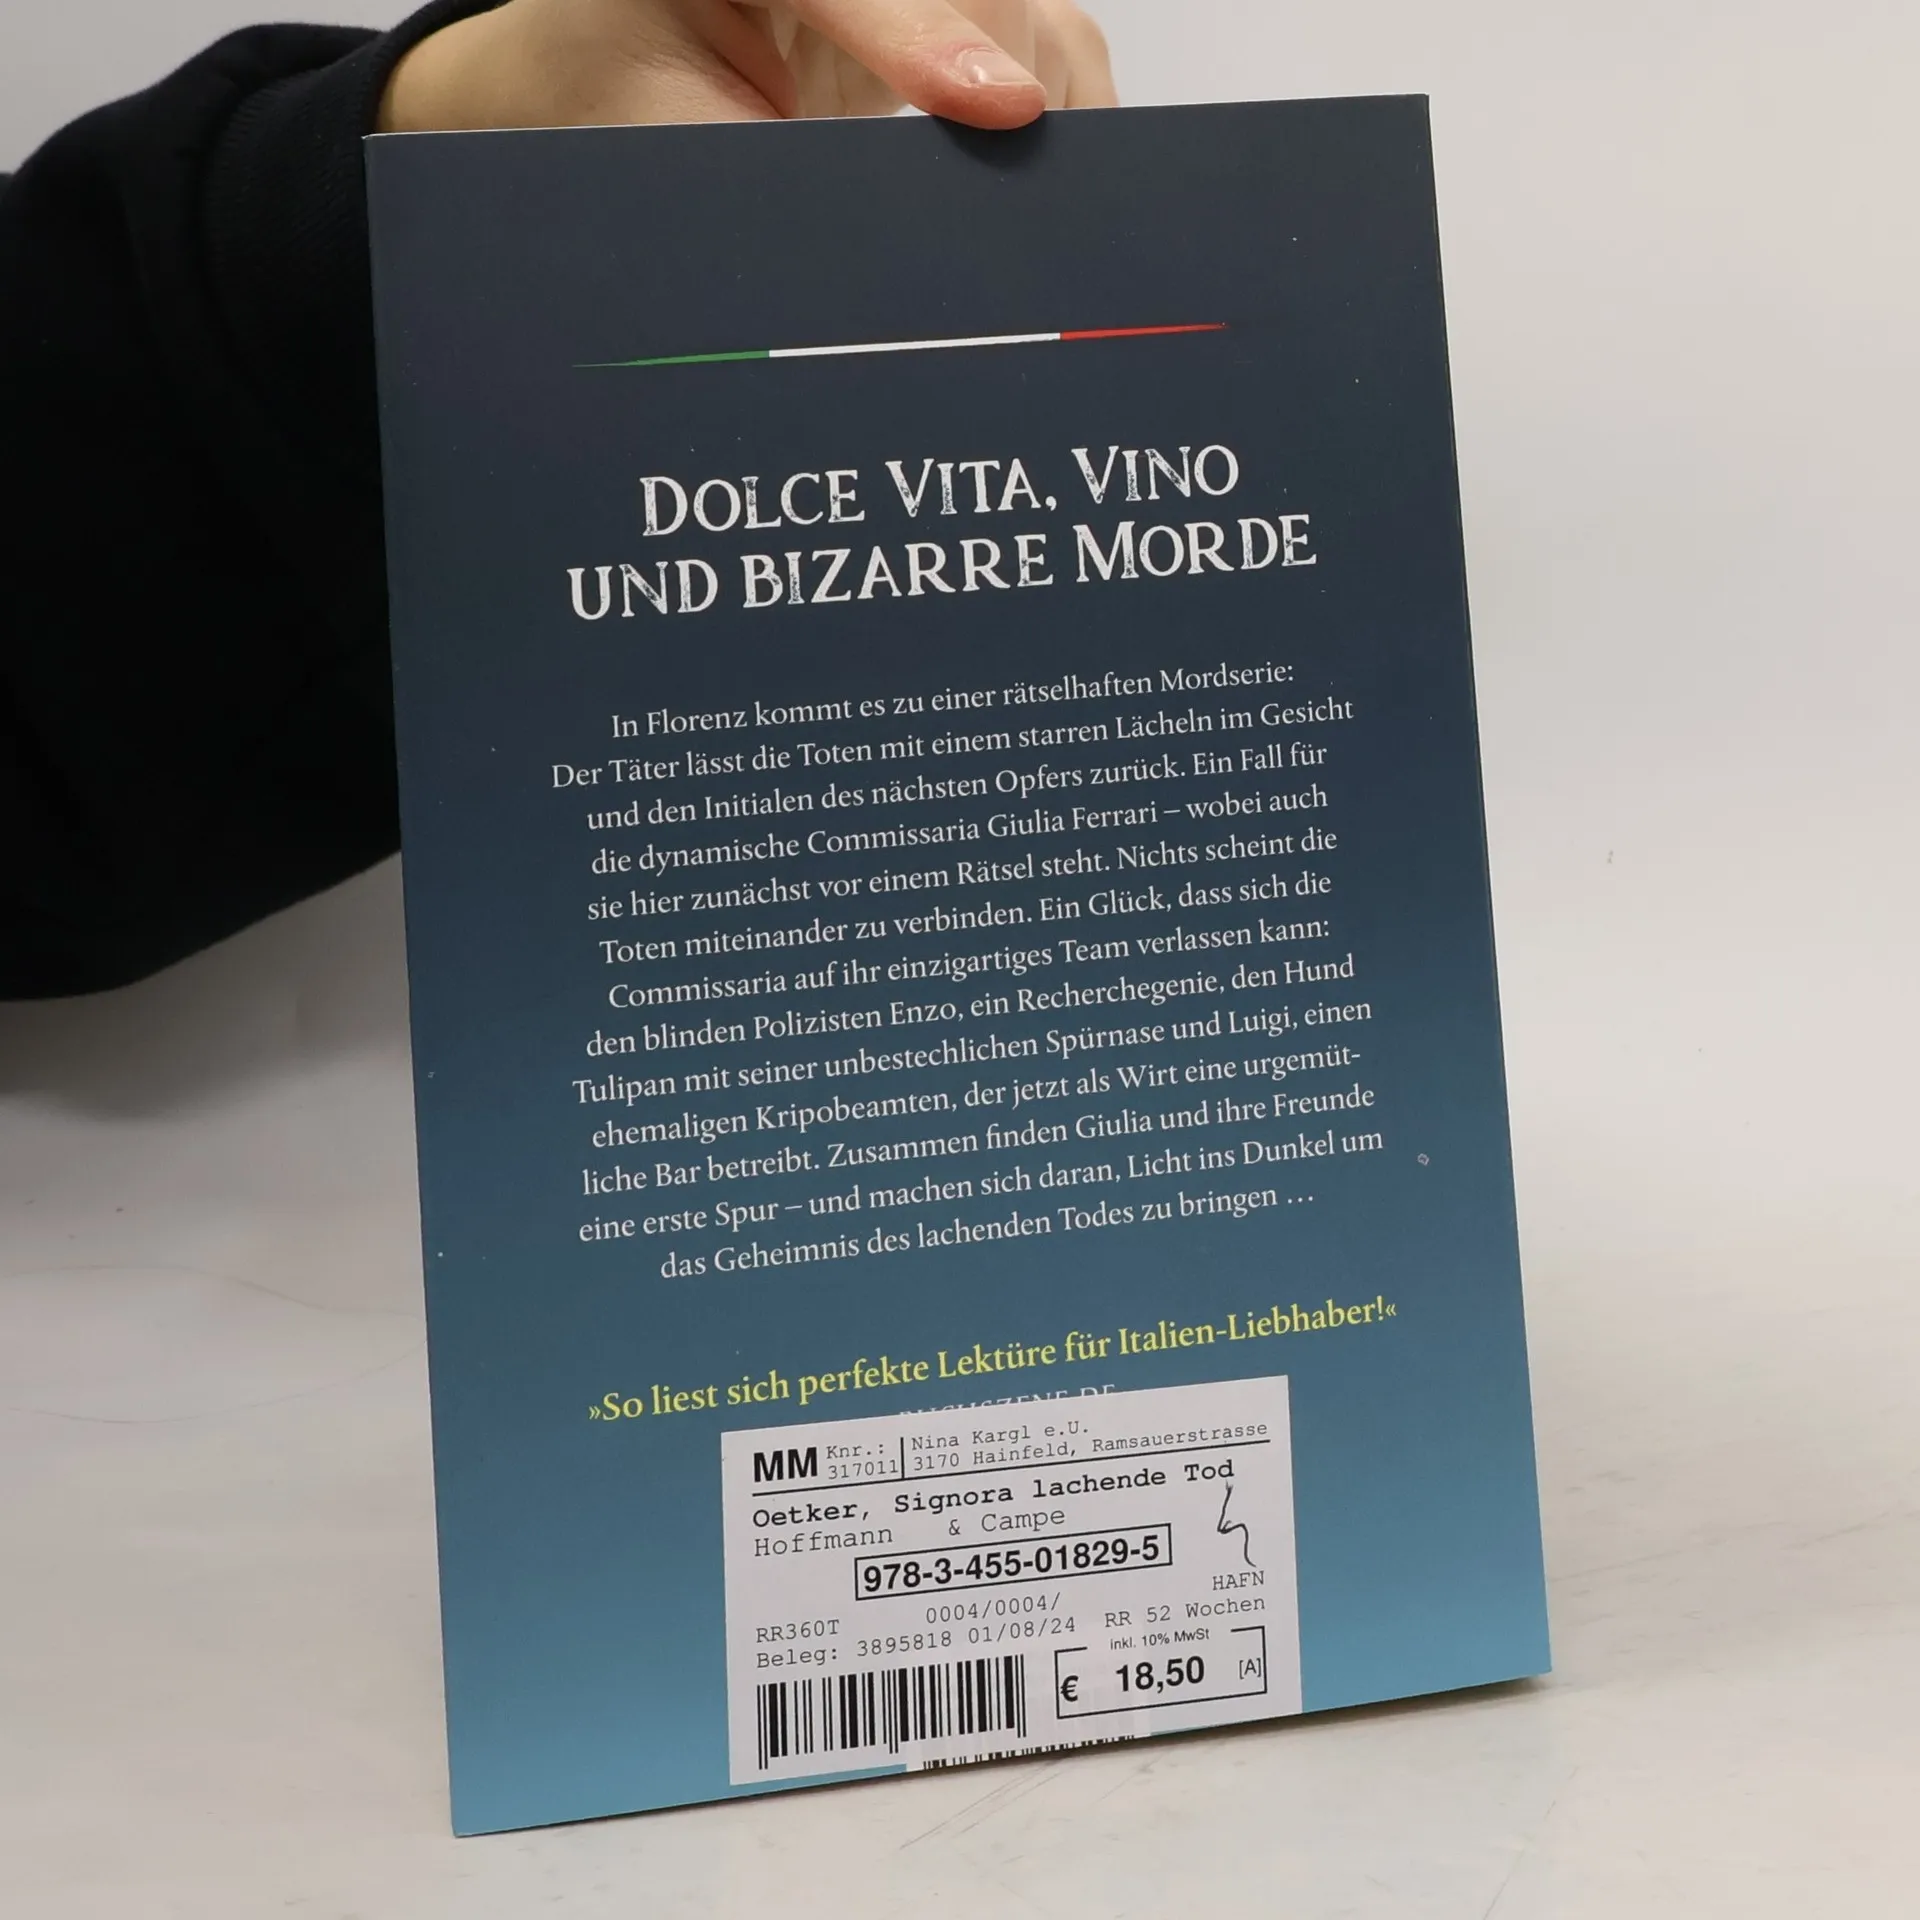 DOLCE VITA, VINO
UND BIZARRE MORDE
In Florenz kommt es zu einer rätselhaften Mordserie:
Der Täter lässt die Toten mit einem starren Lächeln im Gesicht
und den Initialen des nächsten Opfers zurück. Ein Fall für
die dynamische Commissaria Giulia Ferrari – wobei auch
sie hier zunächst vor einem Rätsel steht. Nichts scheint die
Toten miteinander zu verbinden. Ein Glück, dass sich die
Commissaria auf ihr einzigartiges Team verlassen kann:
den blinden Polizisten Enzo, ein Recherchegenie, den Hund
Tulipan mit seiner unbestechlichen Spürnase und Luigi, einen
ehemaligen Kripobeamten, der jetzt als Wirt eine urgemüt-
liche Bar betreibt. Zusammen finden Giulia und ihre Freunde
eine erste Spur – und machen sich daran, Licht ins Dunkel um
das Geheimnis des lachenden Todes zu bringen …
»So liest sich perfekte Lektüre für Italien-Liebhaber!«
BUCHSZENE.DE
MM Knr.: 317011 Nina Kargl e.U.
3170 Hainfeld, Ramsauerstrasse
Oetker, Signora lachende Tod
Hoffmann & Campe
978-3-455-01829-5
HAFN
RR360T 0004/0004/ RR 52 Wochen
Beleg: 3895818 01/08/24
inkl. 10% MwSt
€ 18,50 [A]